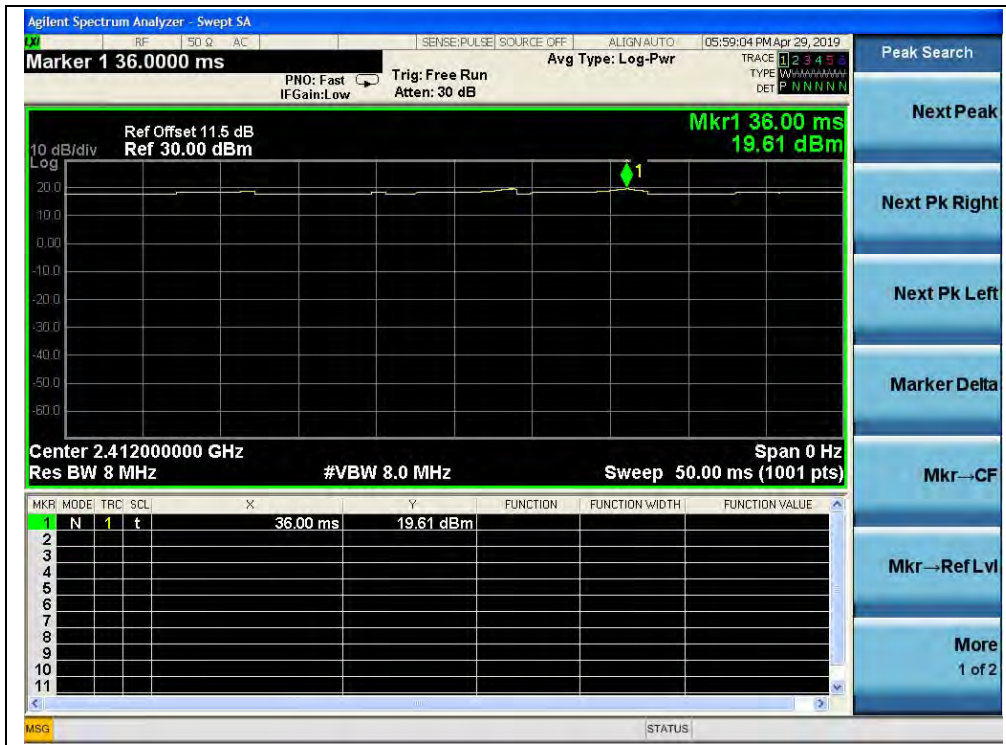 Agilent Spectrum Analyzer - Swept SA
LXI RF 50 Ω AC SENSE:PULSE SOURCE OFF ALIGN AUTO 05:59:04 PM Apr 29, 2019
Marker 1 36.0000 ms
PNO: Fast
IFGain:Low
Trig: Free Run
Atten: 30 dB
Avg Type: Log-Pwr
TRACE 1 2 3 4 5 6
TYPE W
DET P N N N N N
Peak Search
Mkr1 36.00 ms
19.61 dBm
Ref Offset 11.5 dB
10 dB/div Ref 30.00 dBm
Log
1
20.0
10.0
0.00
-10.0
-20.0
-30.0
-40.0
-50.0
-60.0
Center 2.412000000 GHz Span 0 Hz
Res BW 8 MHz #VBW 8.0 MHz Sweep 50.00 ms (1001 pts)
MKR MODE TRC SCL X Y FUNCTION FUNCTION WIDTH FUNCTION VALUE
1 N 1 t 36.00 ms 19.61 dBm
2
3
4
5
6
7
8
9
10
11
Next Peak
Next Pk Right
Next Pk Left
Marker Delta
Mkr→CF
Mkr→Ref Lvl
More
1 of 2
MSG STATUS